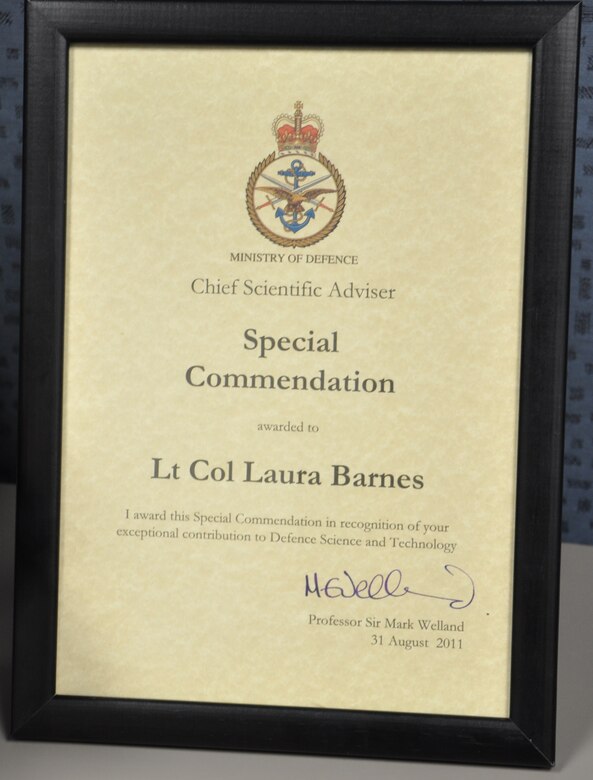 MINISTRY OF DEFENCE
Chief Scientific Adviser
Special
Commendation
awarded to
Lt Col Laura Barnes
I award this Special Commendation in recognition of your
exceptional contribution to Defence Science and Technology
M E Welland
Professor Sir Mark Welland
31 August 2011